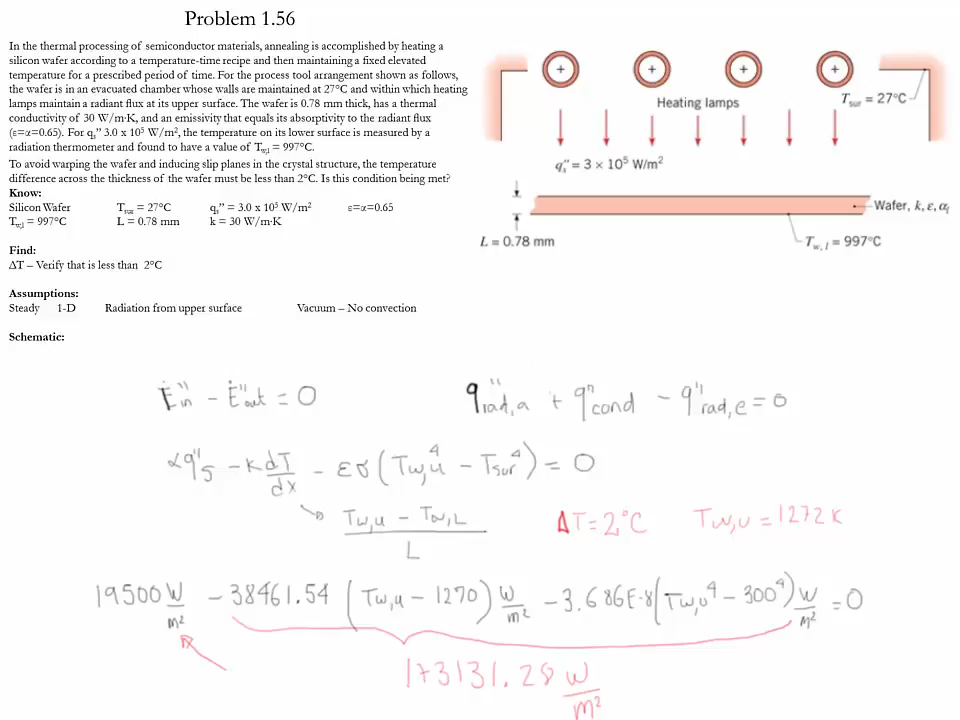 Problem 1.56
In the thermal processing of semiconductor materials, annealing is accomplished by heating a
silicon wafer according to a temperature-time recipe and then maintaining a fixed elevated
temperature for a prescribed period of time. For the process tool arrangement shown as follows,
the wafer is in an evacuated chamber whose walls are maintained at 27°C and within which heating
lamps maintain a radiant flux at its upper surface. The wafer is 0.78 mm thick, has a thermal
conductivity of 30 W/m·K, and an emissivity that equals its absorptivity to the radiant flux
(ε=α=0.65). For qₛ” 3.0 x 10⁵ W/m², the temperature on its lower surface is measured by a
radiation thermometer and found to have a value of T_w,l = 997°C.
To avoid warping the wafer and inducing slip planes in the crystal structure, the temperature
difference across the thickness of the wafer must be less than 2°C. Is this condition being met?
Know:
Silicon Wafer T_sur = 27°C qₛ” = 3.0 x 10⁵ W/m² ε=α=0.65
T_w,l = 997°C L = 0.78 mm k = 30 W/m·K
Find:
ΔT – Verify that is less than 2°C
Assumptions:
Steady 1-D Radiation from upper surface Vacuum – No convection
Schematic:
+ + + +
Heating lamps
T_sur = 27°C
qₛ″ = 3 × 10⁵ W/m²
Wafer, k, ε, α_l
L = 0.78 mm
T_w,l = 997°C
Ė″in – Ė″out = 0
q″rad,a + q″cond – q″rad,e = 0
αq″s – k dT/dx – εσ(Tw,u⁴ – Tsur⁴) = 0
Tw,u – Tw,L / L
ΔT = 2°C Tw,u = 1272K
19500 W/m² – 38461.54 (Tw,u – 1270) W/m² – 3.686E-8(Tw,u⁴ – 300⁴) W/m² = 0
173131.28 W/m²